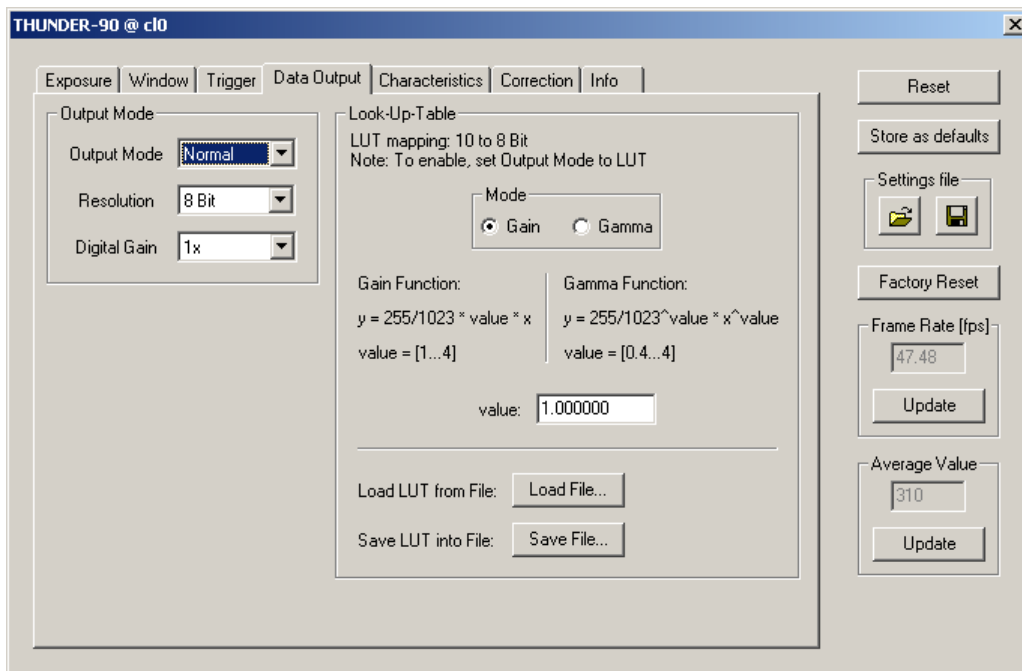 THUNDER-90 @ cl0
Exposure Window Trigger Data Output Characteristics Correction Info
Output Mode
Output Mode Normal
Resolution 8 Bit
Digital Gain 1x
Look-Up-Table
LUT mapping: 10 to 8 Bit
Note: To enable, set Output Mode to LUT
Mode
Gain Gamma
Gain Function:
y = 255/1023 * value * x
value = [1...4]
Gamma Function:
y = 255/1023^value * x^value
value = [0.4...4]
value: 1.000000
Load LUT from File: Load File...
Save LUT into File: Save File...
Reset
Store as defaults
Settings file
Factory Reset
Frame Rate [fps]
47.48
Update
Average Value
310
Update